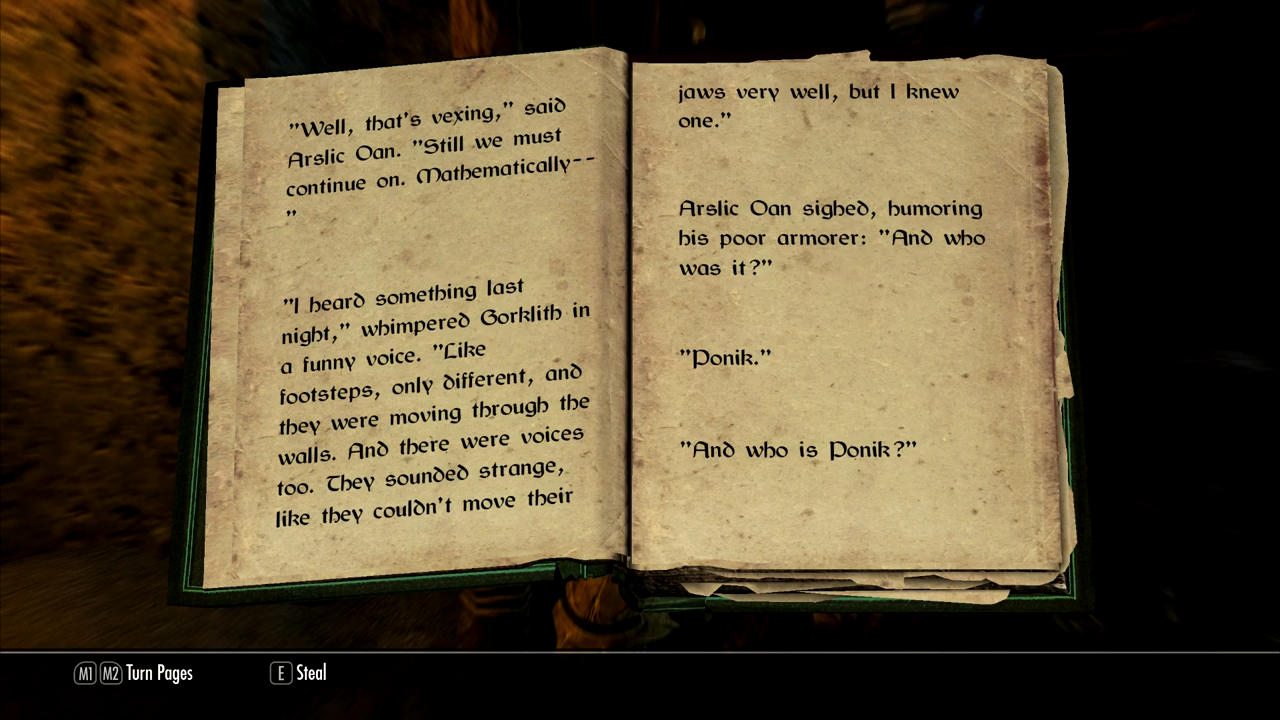 "Well, that's vexing," said
Arslic Oan. "Still we must
continue on. Mathematically--
"
"I heard something last
night," whimpered Gorklith in
a funny voice. "Like
footsteps, only different, and
they were moving through the
walls. And there were voices
too. They sounded strange,
like they couldn't move their
jaws very well, but I knew
one."
Arslic Oan sighed, humoring
his poor armorer: "And who
was it?"
"Ponik."
"And who is Ponik?"
M1 M2 Turn Pages
E Steal